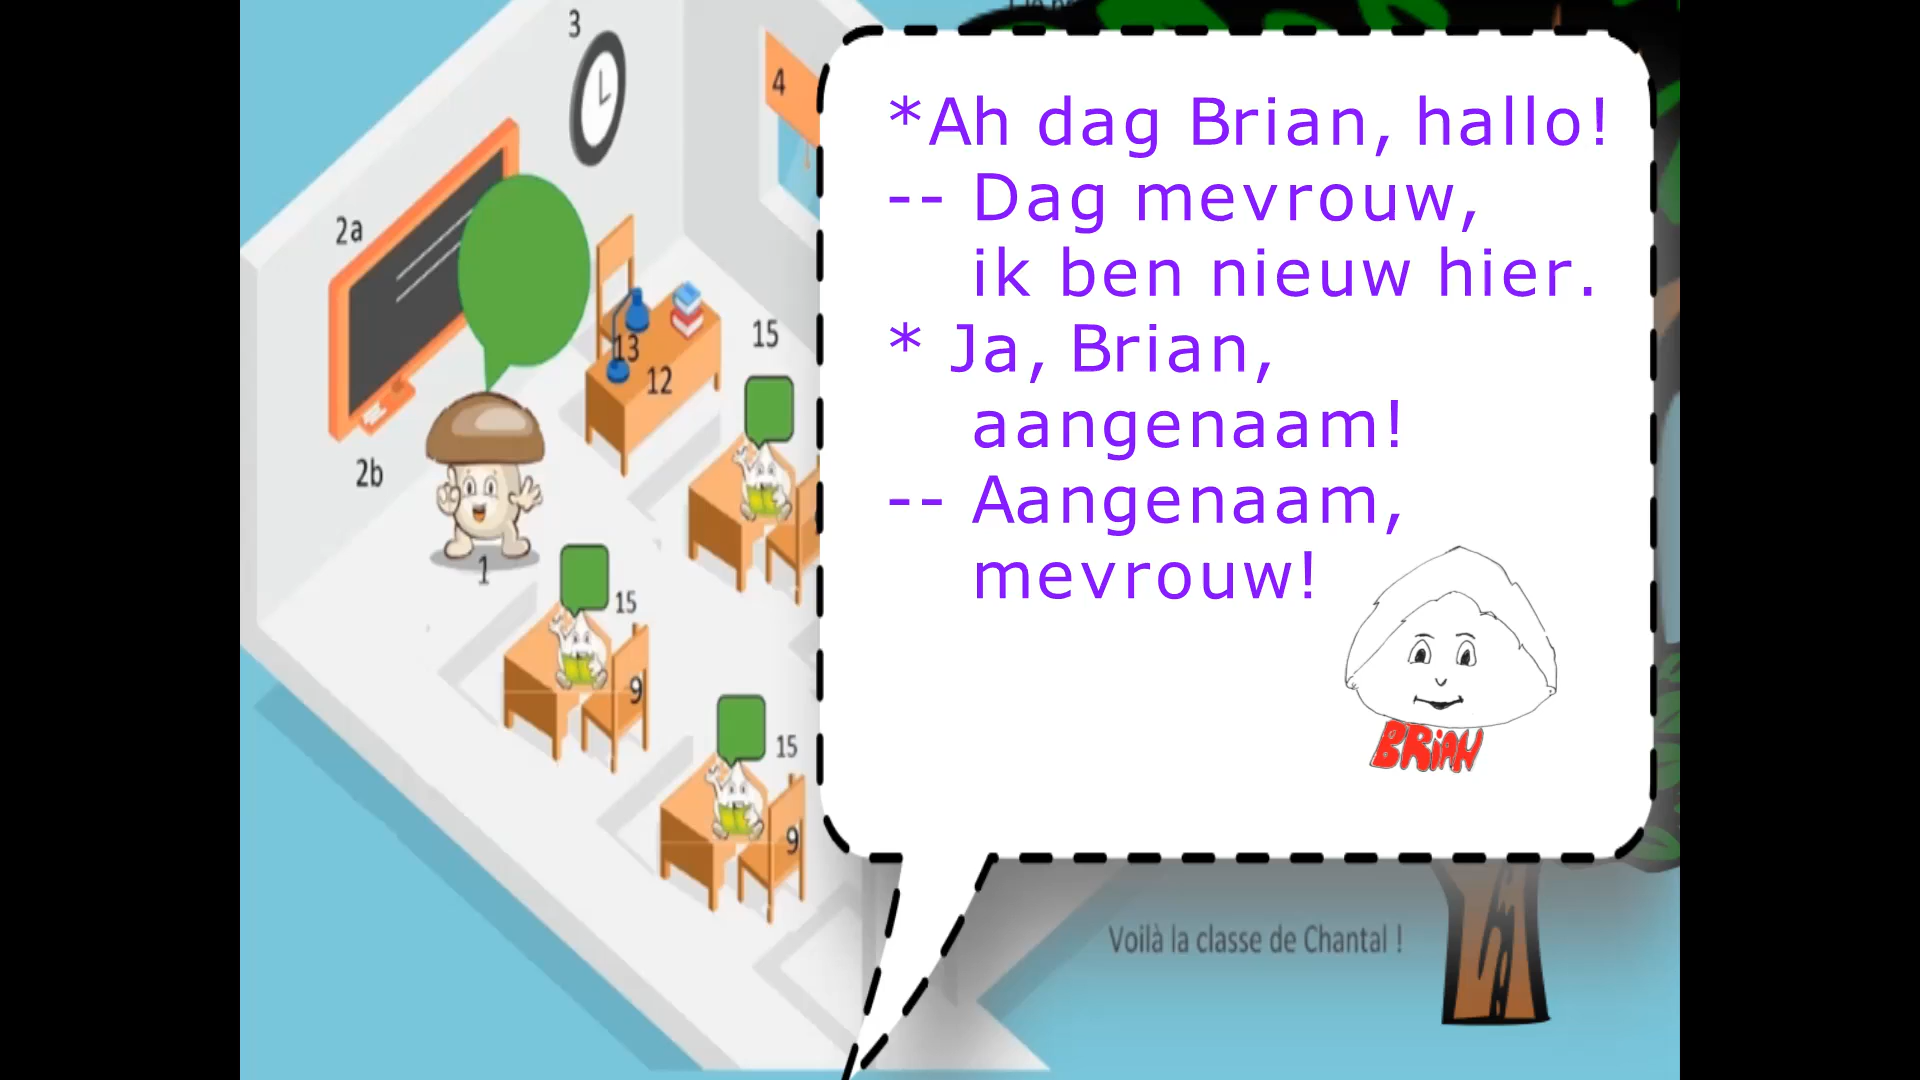 3
4
*Ah dag Brian, hallo!
-- Dag mevrouw,
ik ben nieuw hier.
* Ja, Brian,
aangenaam!
-- Aangenaam,
mevrouw!
BRIAN
2a
13
12
15
2b
1
15
9
15
9
Voilà la classe de Chantal !